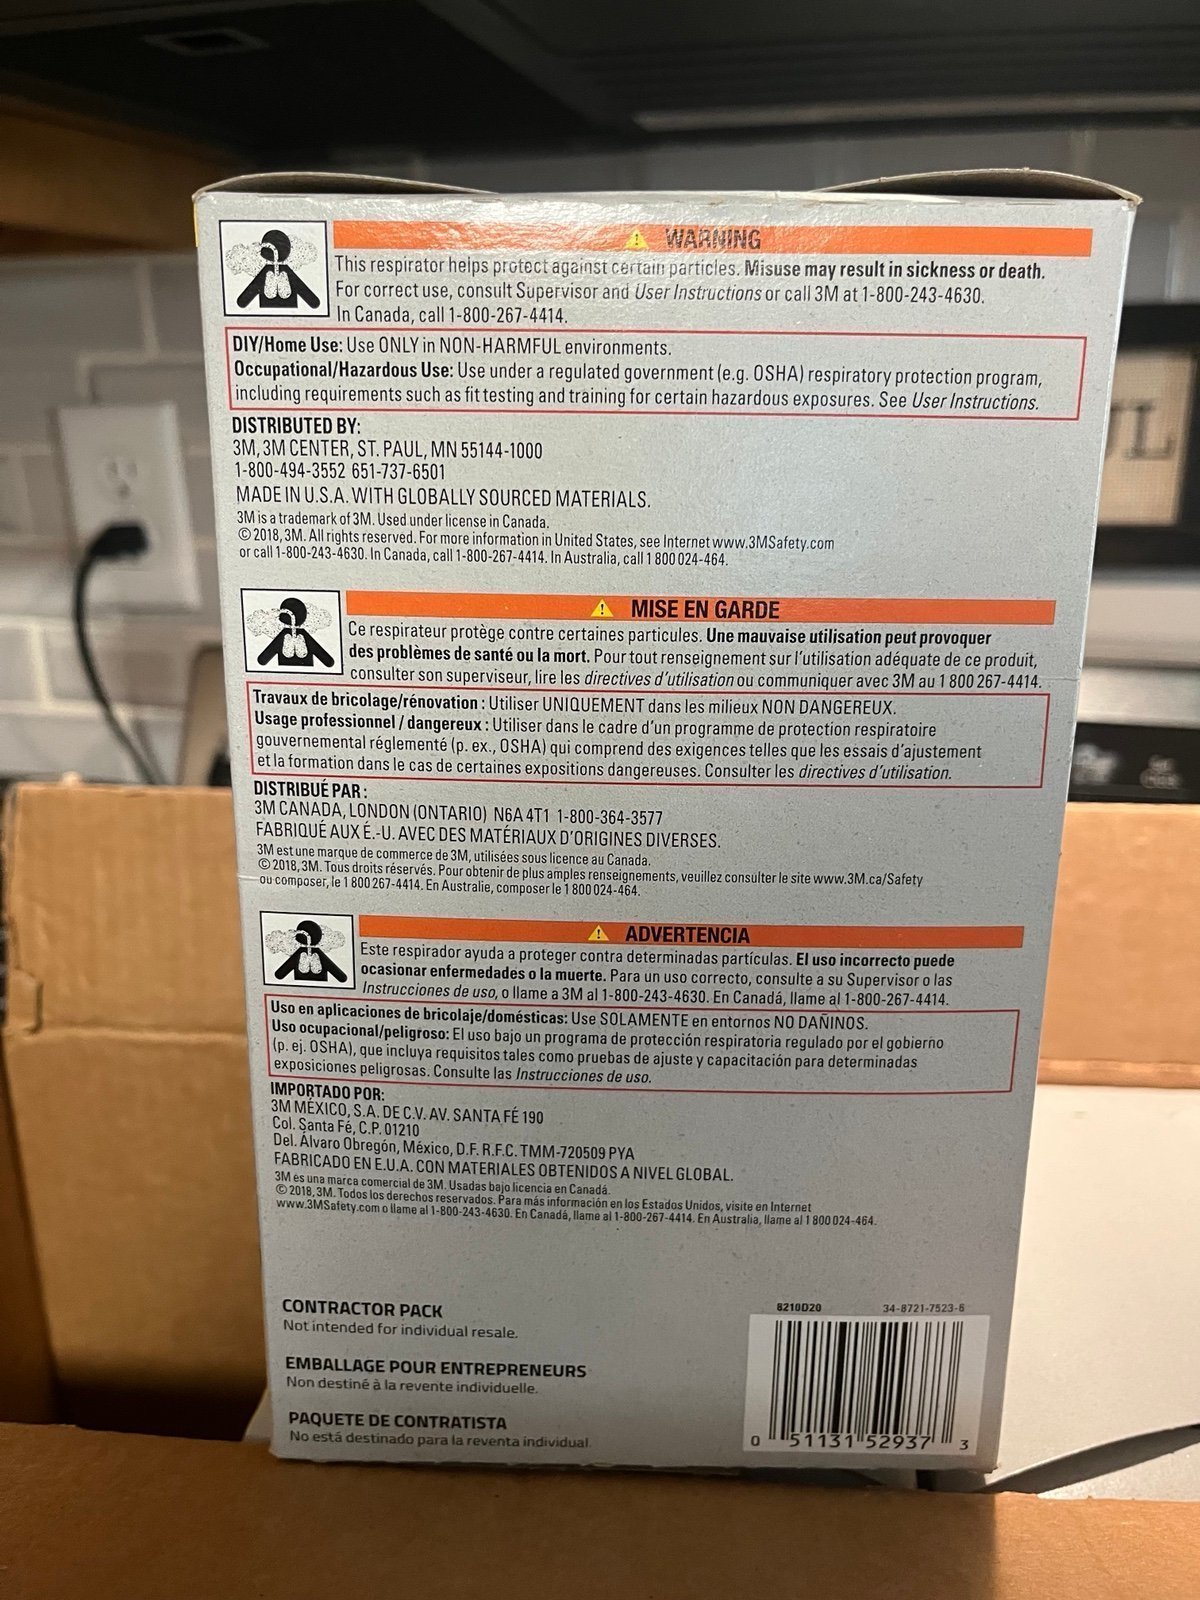 WARNING
This respirator helps protect against certain particles. Misuse may result in sickness or death.
For correct use, consult Supervisor and User Instructions or call 3M at 1-800-243-4630.
In Canada, call 1-800-267-4414.
DIY/Home Use: Use ONLY in NON-HARMFUL environments.
Occupational/Hazardous Use: Use under a regulated government (e.g. OSHA) respiratory protection program,
including requirements such as fit testing and training for certain hazardous exposures. See User Instructions.
DISTRIBUTED BY:
3M, 3M CENTER, ST. PAUL, MN 55144-1000
1-800-494-3552 651-737-6501
MADE IN U.S.A. WITH GLOBALLY SOURCED MATERIALS.
3M is a trademark of 3M. Used under license in Canada.
© 2018, 3M. All rights reserved. For more information in United States, see Internet www.3MSafety.com
or call 1-800-243-4630. In Canada, call 1-800-267-4414. In Australia, call 1 800 024-464.
MISE EN GARDE
Ce respirateur protège contre certaines particules. Une mauvaise utilisation peut provoquer
des problèmes de santé ou la mort. Pour tout renseignement sur l'utilisation adéquate de ce produit,
consulter son superviseur, lire les directives d'utilisation ou communiquer avec 3M au 1 800 267-4414.
Travaux de bricolage/rénovation : Utiliser UNIQUEMENT dans les milieux NON DANGEREUX.
Usage professionnel / dangereux : Utiliser dans le cadre d'un programme de protection respiratoire
gouvernemental réglementé (p. ex., OSHA) qui comprend des exigences telles que les essais d'ajustement
et la formation dans le cas de certaines expositions dangereuses. Consulter les directives d'utilisation.
DISTRIBUÉ PAR :
3M CANADA, LONDON (ONTARIO) N6A 4T1 1-800-364-3577
FABRIQUÉ AUX É.-U. AVEC DES MATÉRIAUX D'ORIGINES DIVERSES.
3M est une marque de commerce de 3M, utilisées sous licence au Canada.
© 2018, 3M. Tous droits réservés. Pour obtenir de plus amples renseignements, veuillez consulter le site www.3M.ca/Safety
ou composer, le 1 800 267-4414. En Australie, composer le 1 800 024-464.
ADVERTENCIA
Este respirador ayuda a proteger contra determinadas partículas. El uso incorrecto puede
ocasionar enfermedades o la muerte. Para un uso correcto, consulte a su Supervisor o las
Instrucciones de uso, o llame a 3M al 1-800-243-4630. En Canadá, llame al 1-800-267-4414.
Uso en aplicaciones de bricolaje/domésticas: Use SOLAMENTE en entornos NO DAÑINOS.
Uso ocupacional/peligroso: El uso bajo un programa de protección respiratoria regulado por el gobierno
(p. ej. OSHA), que incluya requisitos tales como pruebas de ajuste y capacitación para determinadas
exposiciones peligrosas. Consulte las Instrucciones de uso.
IMPORTADO POR:
3M MÉXICO, S.A. DE C.V. AV. SANTA FÉ 190
Col. Santa Fé, C.P. 01210
Del. Álvaro Obregón, México, D.F. R.F.C. TMM-720509 PYA
FABRICADO EN E.U.A. CON MATERIALES OBTENIDOS A NIVEL GLOBAL.
3M es una marca comercial de 3M. Usadas bajo licencia en Canadá.
© 2018, 3M. Todos los derechos reservados. Para más información en los Estados Unidos, visite en Internet
www.3MSafety.com o llame al 1-800-243-4630. En Canadá, llame al 1-800-267-4414. En Australia, llame al 1 800 024-464.
CONTRACTOR PACK
Not intended for individual resale.
EMBALLAGE POUR ENTREPRENEURS
Non destiné à la revente individuelle.
PAQUETE DE CONTRATISTA
No está destinado para la reventa individual
8210D20 34-8721-7523-6
0 51131 52937 3